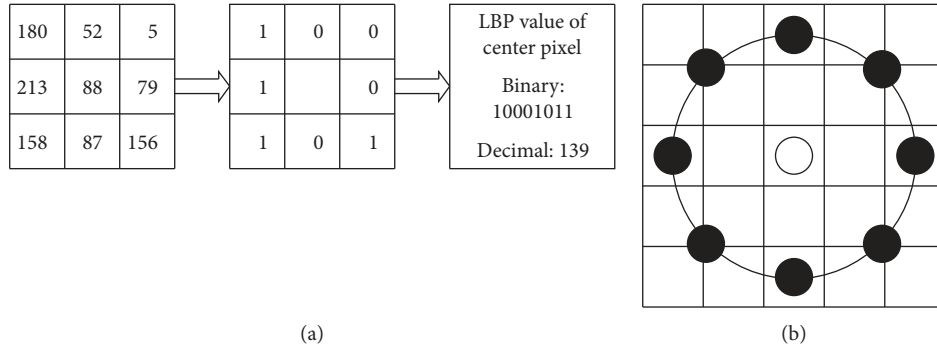 180 52 5
213 88 79
158 87 156
1 0 0
1 0
1 0 1
LBP value of
center pixel
Binary:
10001011
Decimal: 139
(a)
(b)